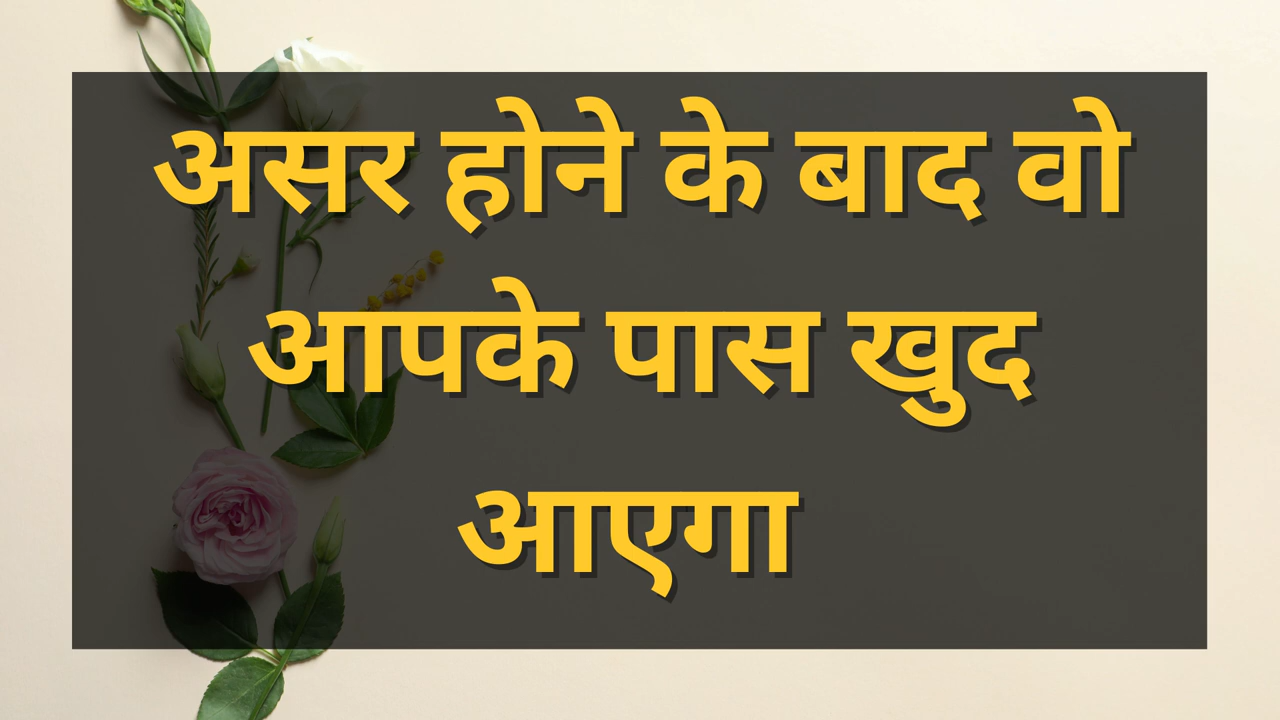 असर होने के बाद वो
आपके पास खुद
आएगा